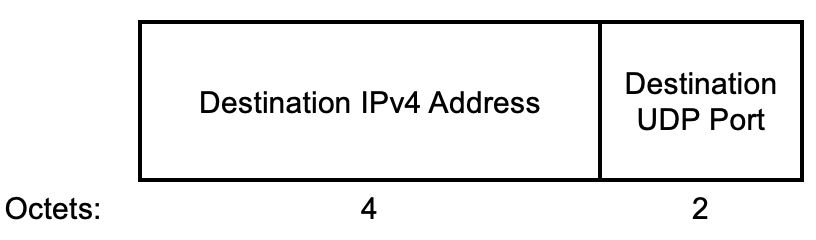 Destination IPv4 Address
Destination
UDP Port
Octets: 4 2